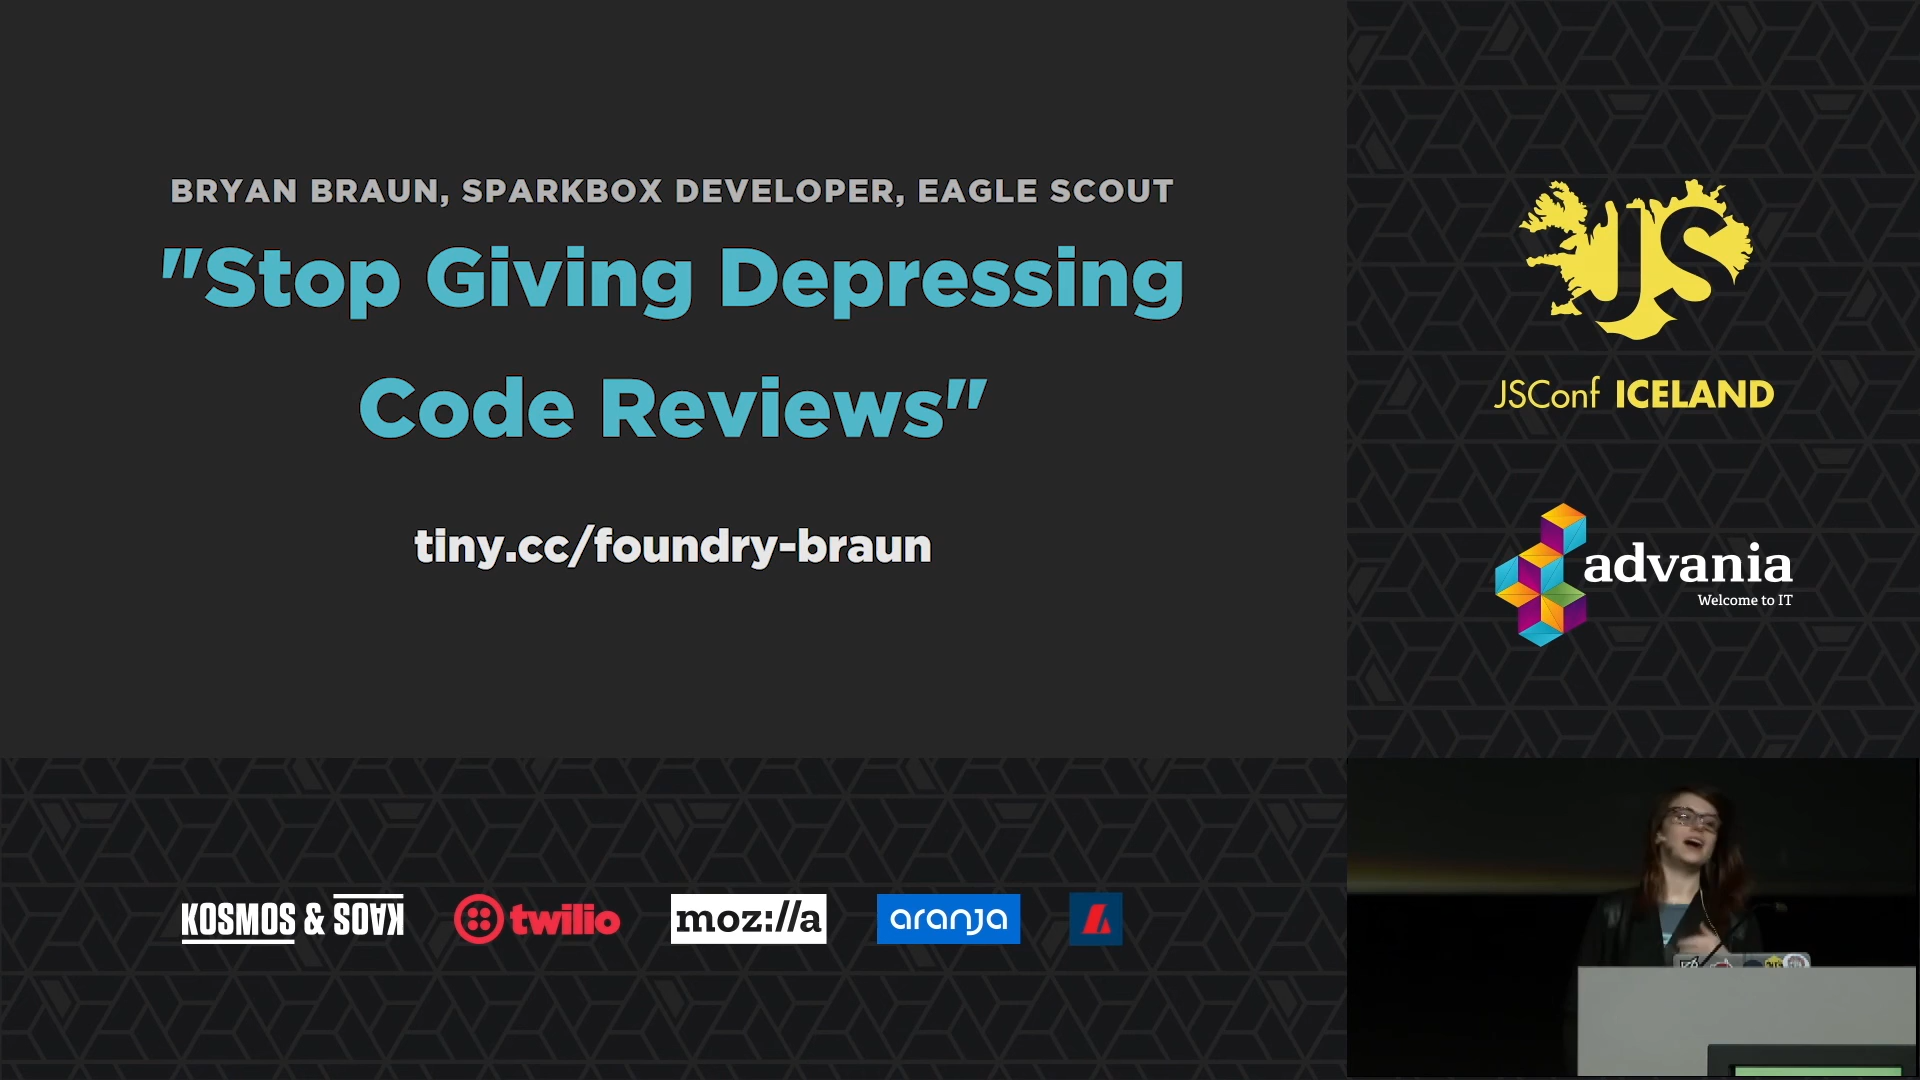 BRYAN BRAUN, SPARKBOX DEVELOPER, EAGLE SCOUT
"Stop Giving Depressing
Code Reviews"
tiny.cc/foundry-braun
JS
JSConf ICELAND
advania
Welcome to IT
KOSMOS & KAOS
twilio
moz://a
aranja